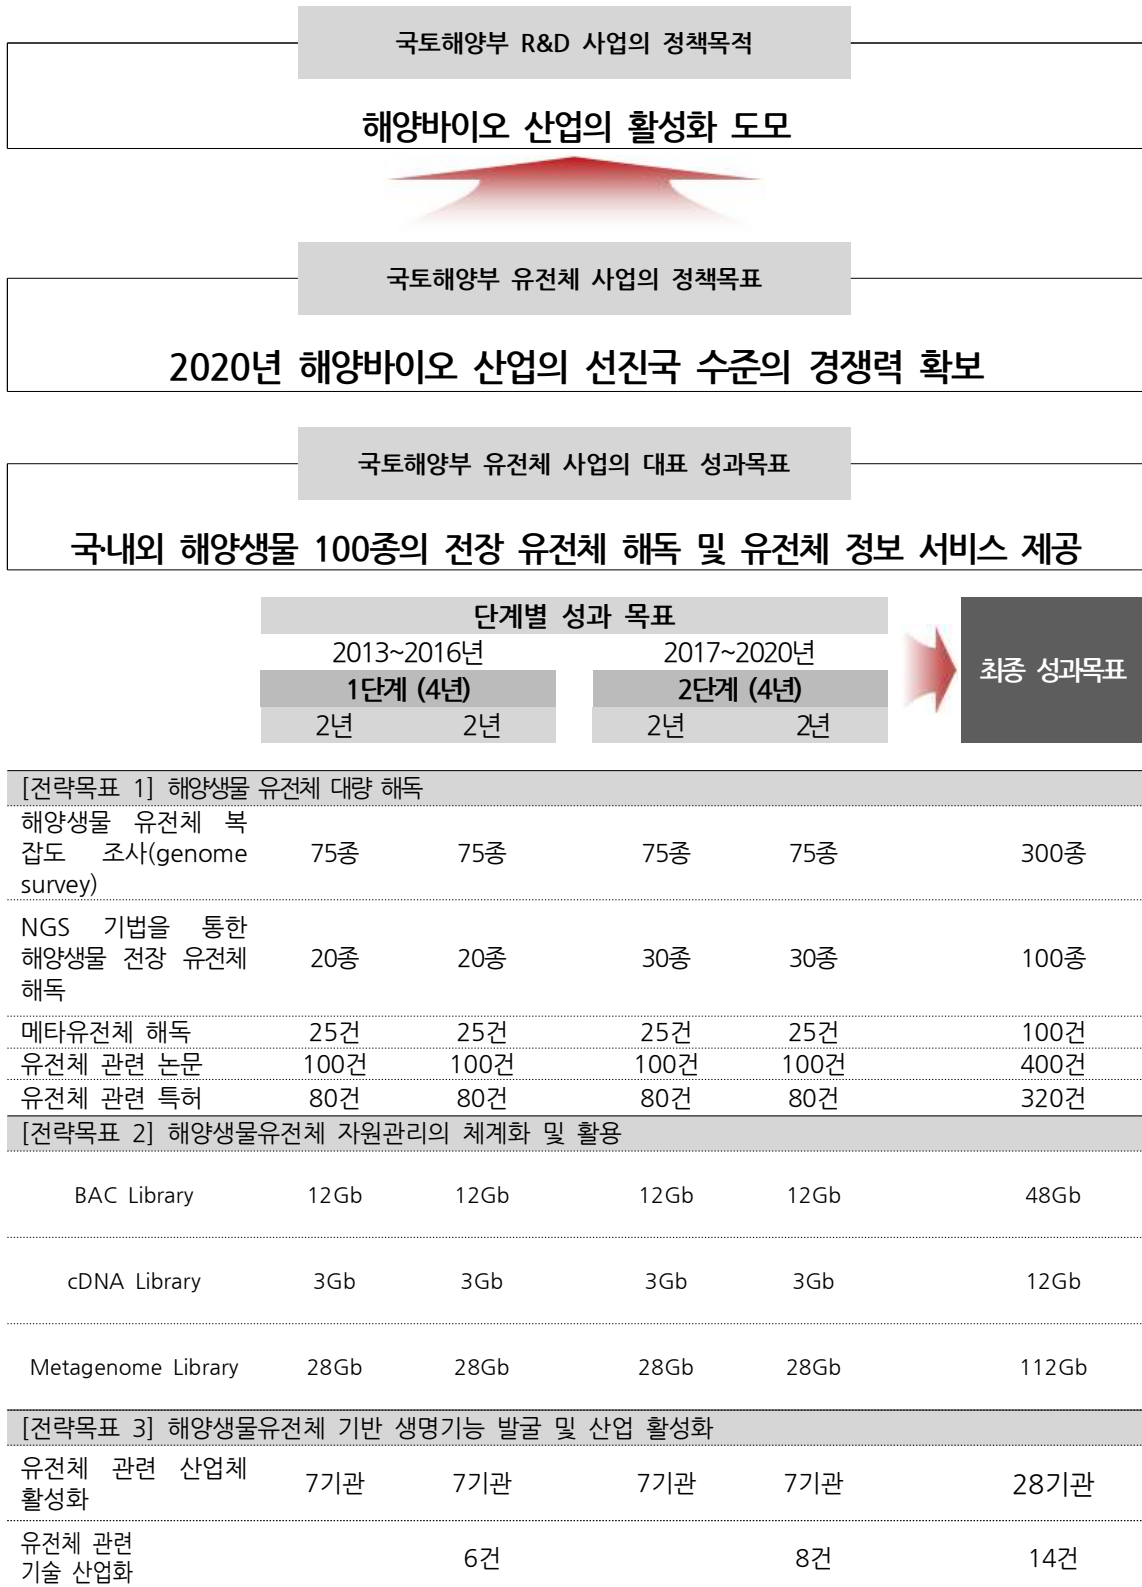 국토해양부 R&D 사업의 정책목적
해양바이오 산업의 활성화 도모
국토해양부 유전체 사업의 정책목표
2020년 해양바이오 산업의 선진국 수준의 경쟁력 확보
국토해양부 유전체 사업의 대표 성과목표
국·내외 해양생물 100종의 전장 유전체 해독 및 유전체 정보 서비스 제공
단계별 성과 목표
2013~2016년 2017~2020년
최종 성과목표
1단계 (4년) 2단계 (4년)
2년 2년 2년 2년
[전략목표 1] 해양생물 유전체 대량 해독
해양생물 유전체 복
잡도 조사(genome 75종 75종 75종 75종 300종
survey)
NGS 기법을 통한
해양생물 전장 유전체 20종 20종 30종 30종 100종
해독
메타유전체 해독 25건 25건 25건 25건 100건
유전체 관련 논문 100건 100건 100건 100건 400건
유전체 관련 특허 80건 80건 80건 80건 320건
[전략목표 2] 해양생물유전체 자원관리의 체계화 및 활용
BAC Library 12Gb 12Gb 12Gb 12Gb 48Gb
cDNA Library 3Gb 3Gb 3Gb 3Gb 12Gb
Metagenome Library 28Gb 28Gb 28Gb 28Gb 112Gb
[전략목표 3] 해양생물유전체 기반 생명기능 발굴 및 산업 활성화
유전체 관련 산업체
활성화 7기관 7기관 7기관 7기관 28기관
유전체 관련
기술 산업화 6건 8건 14건